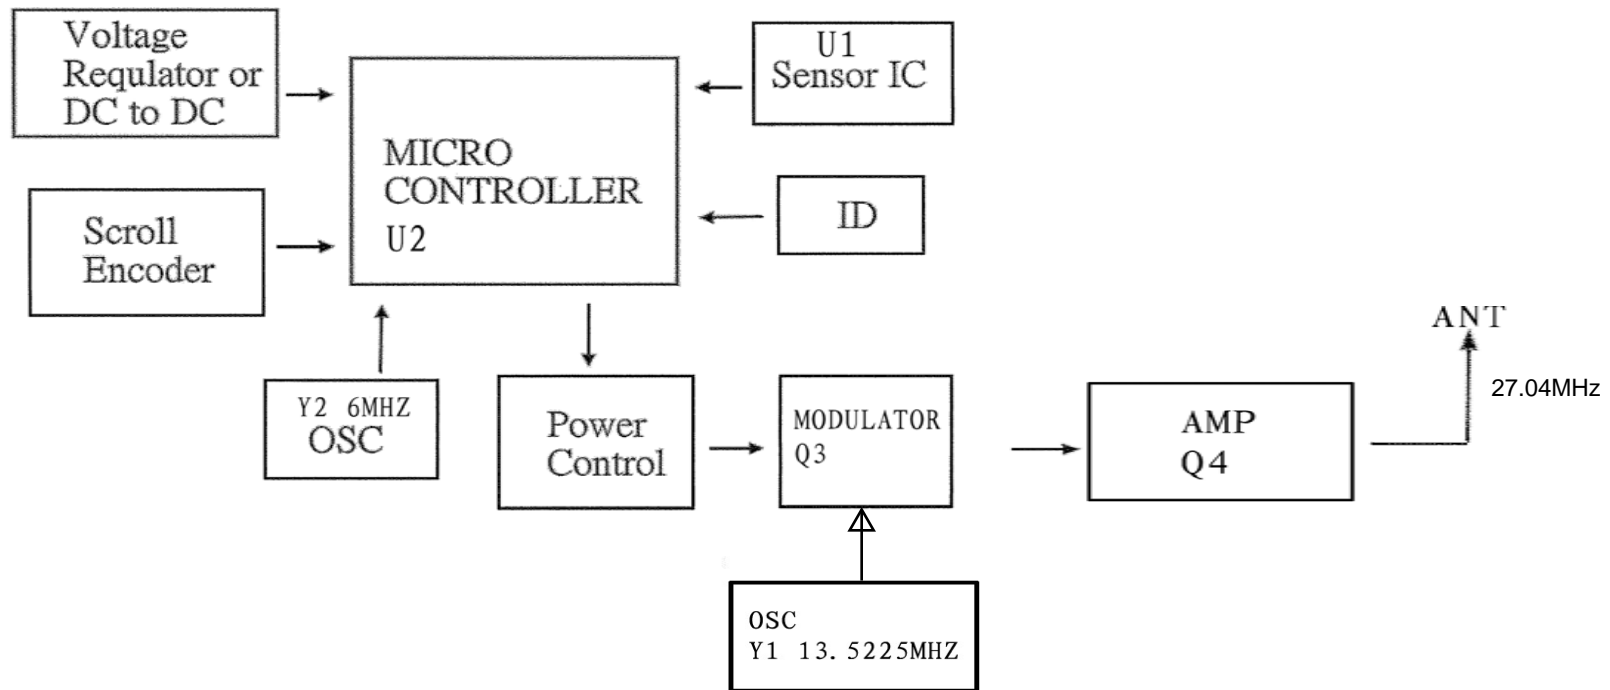 Voltage
Requlator or
DC to DC
U1
Sensor IC
MICRO
CONTROLLER
U2
Scroll
Encoder
ID
ANT
27.04MHz
Y2 6MHZ
OSC
Power
Control
MODULATOR
Q3
AMP
Q4
OSC
Y1 13.5225MHZ